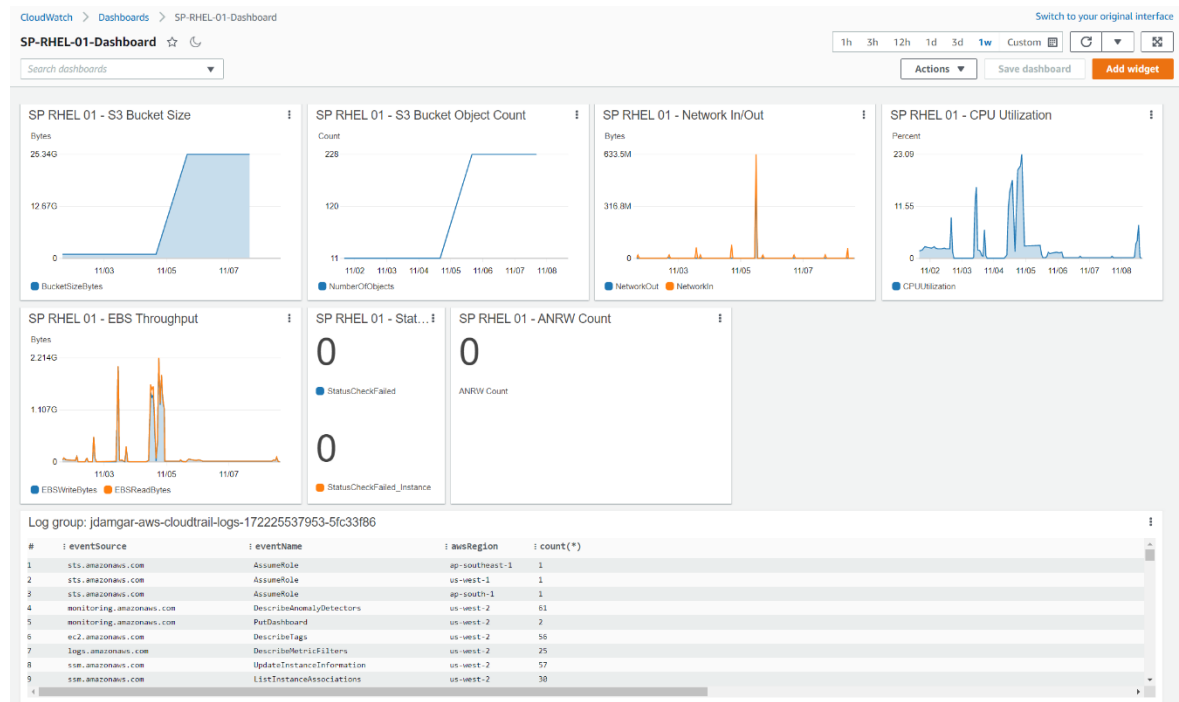 CloudWatch > Dashboards > SP-RHEL-01-Dashboard
Switch to your original interface
SP-RHEL-01-Dashboard
1h 3h 12h 1d 3d 1w Custom
Search dashboards
Actions Save dashboard Add widget
SP RHEL 01 - S3 Bucket Size
Bytes
25.34G
12.67G
0
11/03 11/05 11/07
BucketSizeBytes
SP RHEL 01 - S3 Bucket Object Count
Count
228
120
11
11/02 11/03 11/04 11/05 11/06 11/07 11/08
NumberOfObjects
SP RHEL 01 - Network In/Out
Bytes
633.5M
316.8M
0
11/03 11/05 11/07
NetworkOut NetworkIn
SP RHEL 01 - CPU Utilization
Percent
23.09
11.55
0
11/02 11/03 11/04 11/05 11/06 11/07 11/08
CPUUtilization
SP RHEL 01 - EBS Throughput
Bytes
2.214G
1.107G
0
11/03 11/05 11/07
EBSWriteBytes EBSReadBytes
SP RHEL 01 - Stat...
0
StatusCheckFailed
0
StatusCheckFailed_Instance
SP RHEL 01 - ANRW Count
0
ANRW Count
Log group: jdamgar-aws-cloudtrail-logs-172225537953-5fc33f86
# : eventSource : eventName : awsRegion : count(*)
1 sts.amazonaws.com AssumeRole ap-southeast-1 1
2 sts.amazonaws.com AssumeRole us-west-1 1
3 sts.amazonaws.com AssumeRole ap-south-1 1
4 monitoring.amazonaws.com DescribeAnomalyDetectors us-west-2 61
5 monitoring.amazonaws.com PutDashboard us-west-2 2
6 ec2.amazonaws.com DescribeTags us-west-2 56
7 logs.amazonaws.com DescribeMetricFilters us-west-2 25
8 ssm.amazonaws.com UpdateInstanceInformation us-west-2 57
9 ssm.amazonaws.com ListInstanceAssociations us-west-2 30